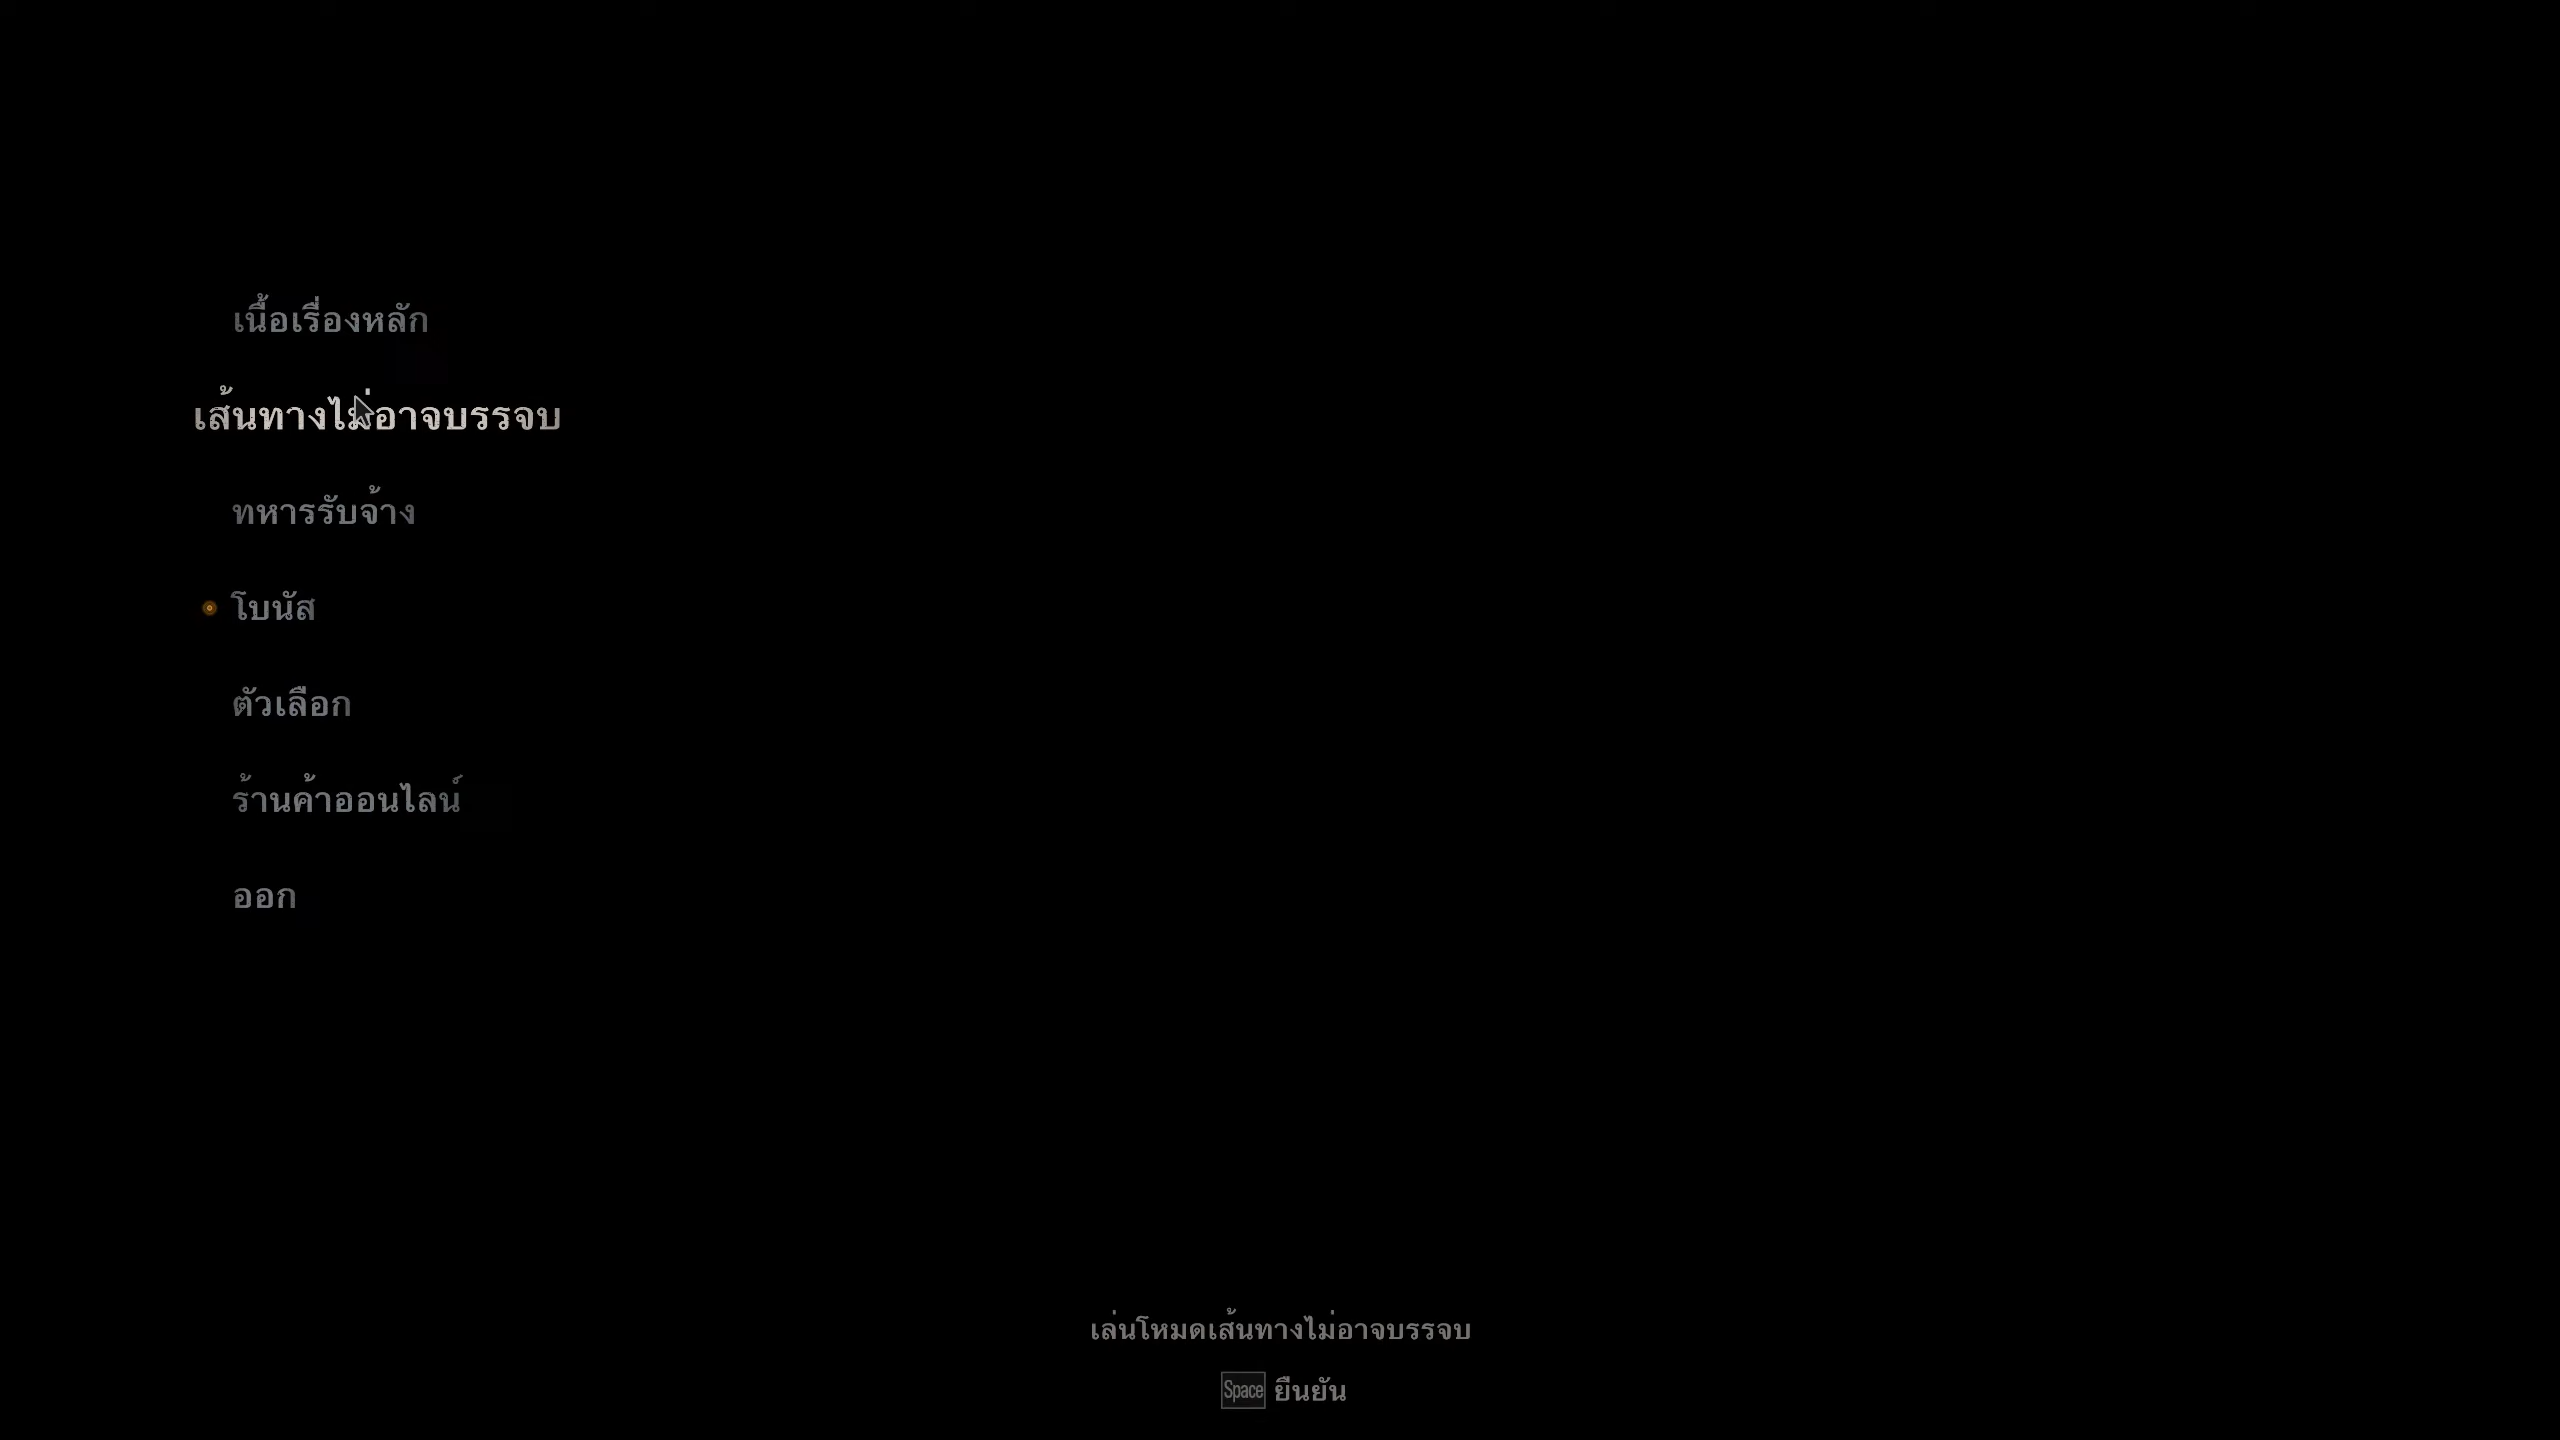 เนื้อเรื่องหลัก
เส้นทางไม่อาจบรรจบ
ทหารรับจ้าง
โบนัส
ตัวเลือก
ร้านค้าออนไลน์
ออก
เล่นโหมดเส้นทางไม่อาจบรรจบ
Space ยืนยัน